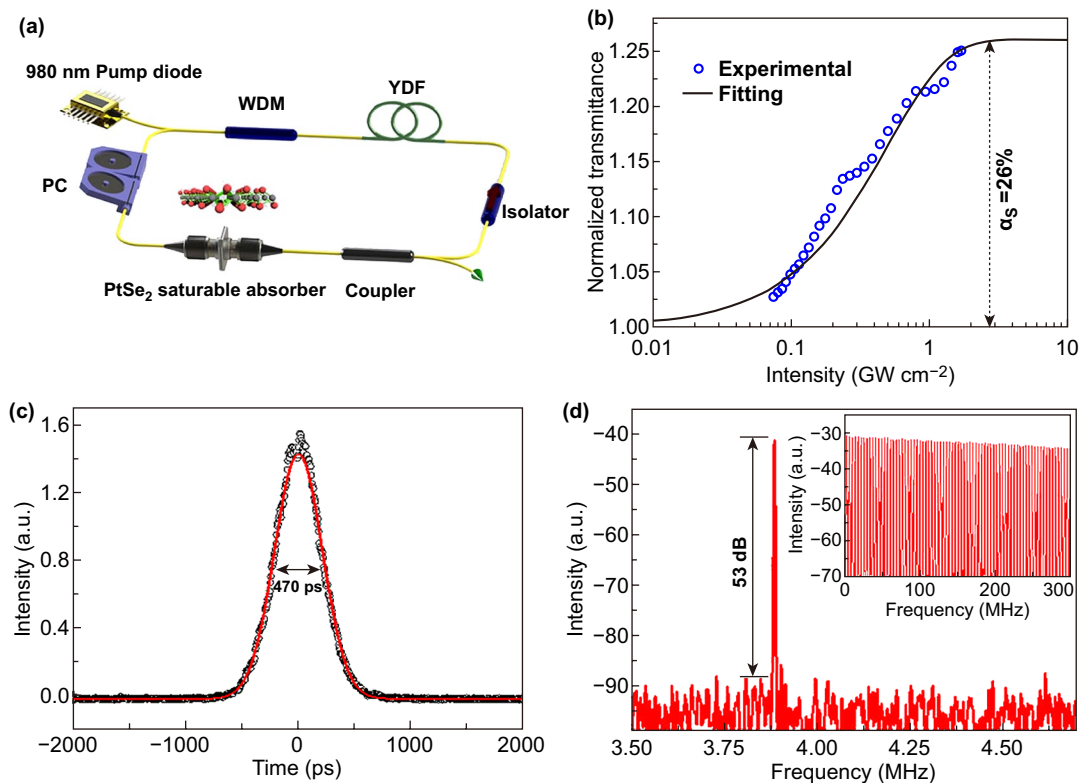 (a)
980 nm Pump diode
WDM
YDF
PC
Isolator
PtSe₂ saturable absorber
Coupler
(b)
Normalized transmittance
1.25
1.20
1.15
1.10
1.05
1.00
Experimental
Fitting
αₛ =26%
0.01
0.1
1
10
Intensity (GW cm⁻²)
(c)
Intensity (a.u.)
1.6
1.2
0.8
0.4
0.0
470 ps
−2000
−1000
0
1000
2000
Time (ps)
(d)
Intensity (a.u.)
−40
−50
−60
−70
−80
−90
53 dB
3.50
3.75
4.00
4.25
4.50
Frequency (MHz)
Intensity (a.u.)
−30
−40
−50
−60
−70
0
100
200
300
Frequency (MHz)